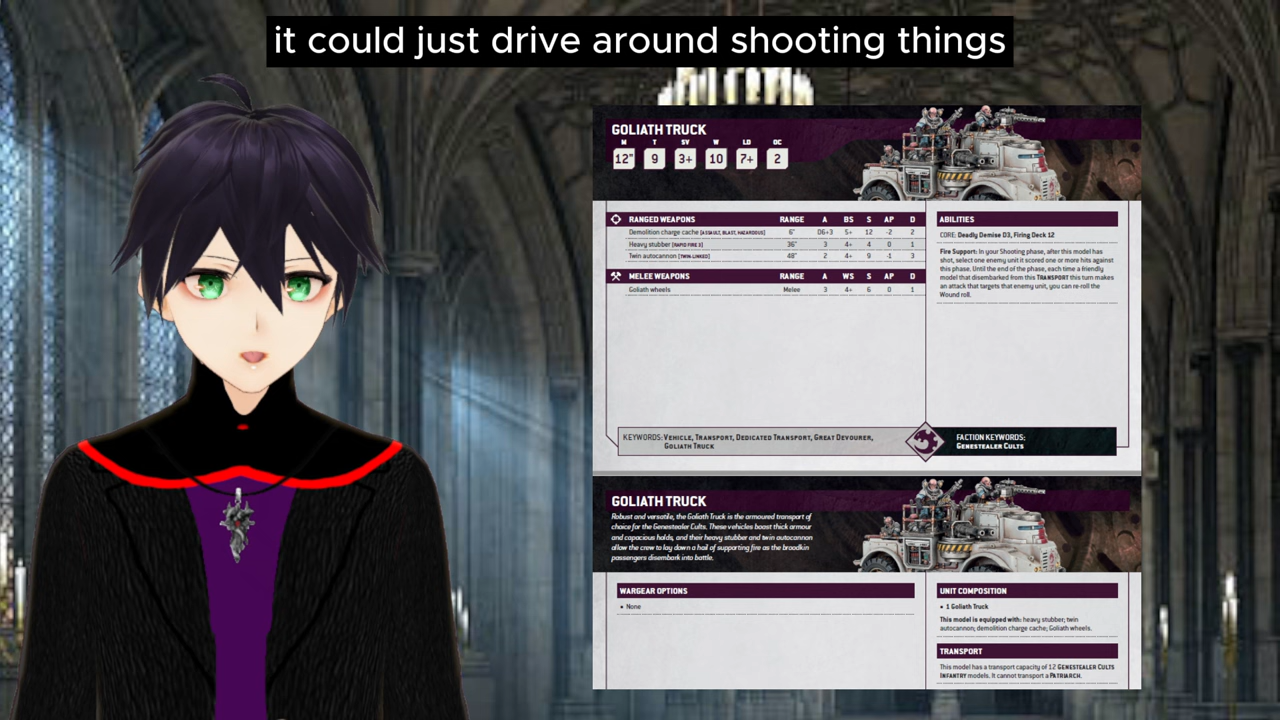 it could just drive around shooting things
GOLIATH TRUCK
M T SV W LD OC
12" 9 3+ 10 7+ 2
RANGED WEAPONS RANGE A BS S AP D
Demolition charge cache [ASSAULT, BLAST, HAZARDOUS] 6" D6+3 5+ 12 -2 2
Heavy stubber [RAPID FIRE 3] 36" 3 4+ 4 0 1
Twin autocannon [TWIN-LINKED] 48" 2 4+ 9 -1 3
MELEE WEAPONS RANGE A WS S AP D
Goliath wheels Melee 3 4+ 6 0 1
ABILITIES
CORE: Deadly Demise D3, Firing Deck 12
Fire Support: In your Shooting phase, after this model has
shot, select one enemy unit it scored one or more hits against
this phase. Until the end of the phase, each time a friendly
model that disembarked from this TRANSPORT this turn makes
an attack that targets that enemy unit, you can re-roll the
Wound roll.
KEYWORDS: VEHICLE, TRANSPORT, DEDICATED TRANSPORT, GREAT DEVOURER,
GOLIATH TRUCK
FACTION KEYWORDS:
GENESTEALER CULTS
GOLIATH TRUCK
Robust and versatile, the Goliath Truck is the armoured transport of
choice for the Genestealer Cults. These vehicles boast thick armour
and capacious holds, and their heavy stubber and twin autocannon
allow the crew to lay down a hail of supporting fire as the broodkin
passengers disembark into battle.
WARGEAR OPTIONS
• None
UNIT COMPOSITION
• 1 Goliath Truck
This model is equipped with: heavy stubber; twin
autocannon; demolition charge cache; Goliath wheels.
TRANSPORT
This model has a transport capacity of 12 GENESTEALER CULTS
INFANTRY models. It cannot transport a PATRIARCH.